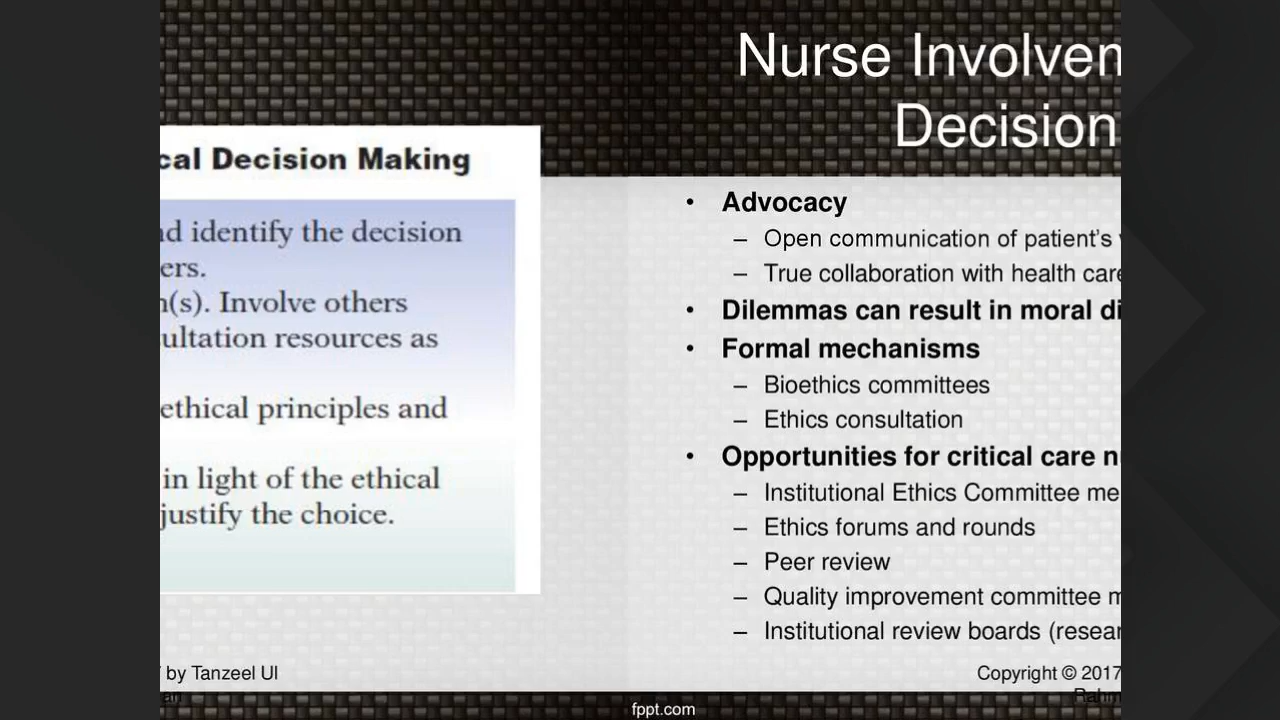 cal Decision Making
nd identify the decision
ers.
n(s). Involve others
ultation resources as
ethical principles and
in light of the ethical
justify the choice.
by Tanzeel Ul
Nurse Involvem
Decision
• Advocacy
– Open communication of patient's
– True collaboration with health care
• Dilemmas can result in moral di
• Formal mechanisms
– Bioethics committees
– Ethics consultation
• Opportunities for critical care n
– Institutional Ethics Committee me
– Ethics forums and rounds
– Peer review
– Quality improvement committee m
– Institutional review boards (resear
Copyright © 2017
Rahm
fppt.com